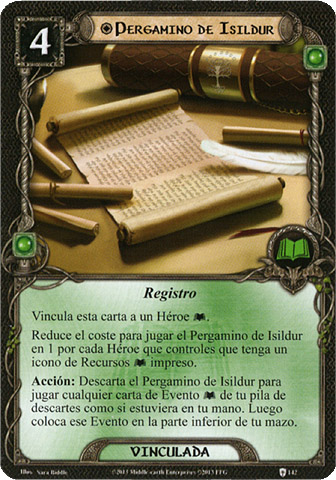 4
Pergamino de Isildur
Registro
Vincula esta carta a un Héroe .
Reduce el coste para jugar el Pergamino de Isildur
en 1 por cada Héroe que controles que tenga un
icono de Recursos impreso.
Acción: Descarta el Pergamino de Isildur para
jugar cualquier carta de Evento de tu pila de
descartes como si estuviera en tu mano. Luego
coloca ese Evento en la parte inferior de tu mazo.
VINCULADA
Illus. Sara Biddle ©2013 Middle-earth Enterprises ©2013 FFG 142